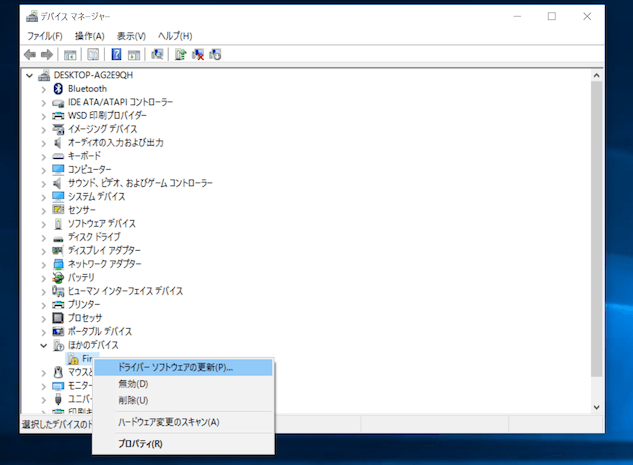 デバイス マネージャー
ファイル(F) 操作(A) 表示(V) ヘルプ(H)
DESKTOP-AG2E9QH
Bluetooth
IDE ATA/ATAPI コントローラー
WSD 印刷プロバイダー
イメージング デバイス
オーディオの入力および出力
キーボード
コンピューター
サウンド、ビデオ、およびゲーム コントローラー
システム デバイス
センサー
ソフトウェア デバイス
ディスク ドライブ
ディスプレイ アダプター
ネットワーク アダプター
バッテリ
ヒューマン インターフェイス デバイス
プリンター
プロセッサ
ポータブル デバイス
ほかのデバイス
Fir
マウスと
モニター
ユニバ
印刷キ
選択したデバイスのド
ドライバー ソフトウェアの更新(P)...
無効(D)
削除(U)
ハードウェア変更のスキャン(A)
プロパティ(R)